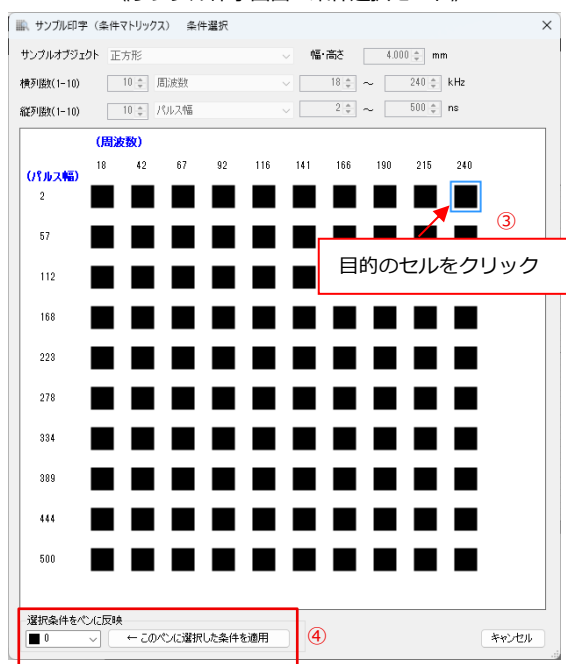 サンプル印字（条件マトリックス） 条件選択
サンプルオブジェクト 正方形 幅・高さ 4.000 mm
横列数(1-10) 10 周波数 18 ～ 240 kHz
縦列数(1-10) 10 パルス幅 2 ～ 500 ns
(周波数)
18 42 67 92 116 141 166 190 215 240
(パルス幅)
2
③
57
目的のセルをクリック
112
168
223
278
334
389
444
500
選択条件をペンに反映
0 ← このペンに選択した条件を適用 ④ キャンセル